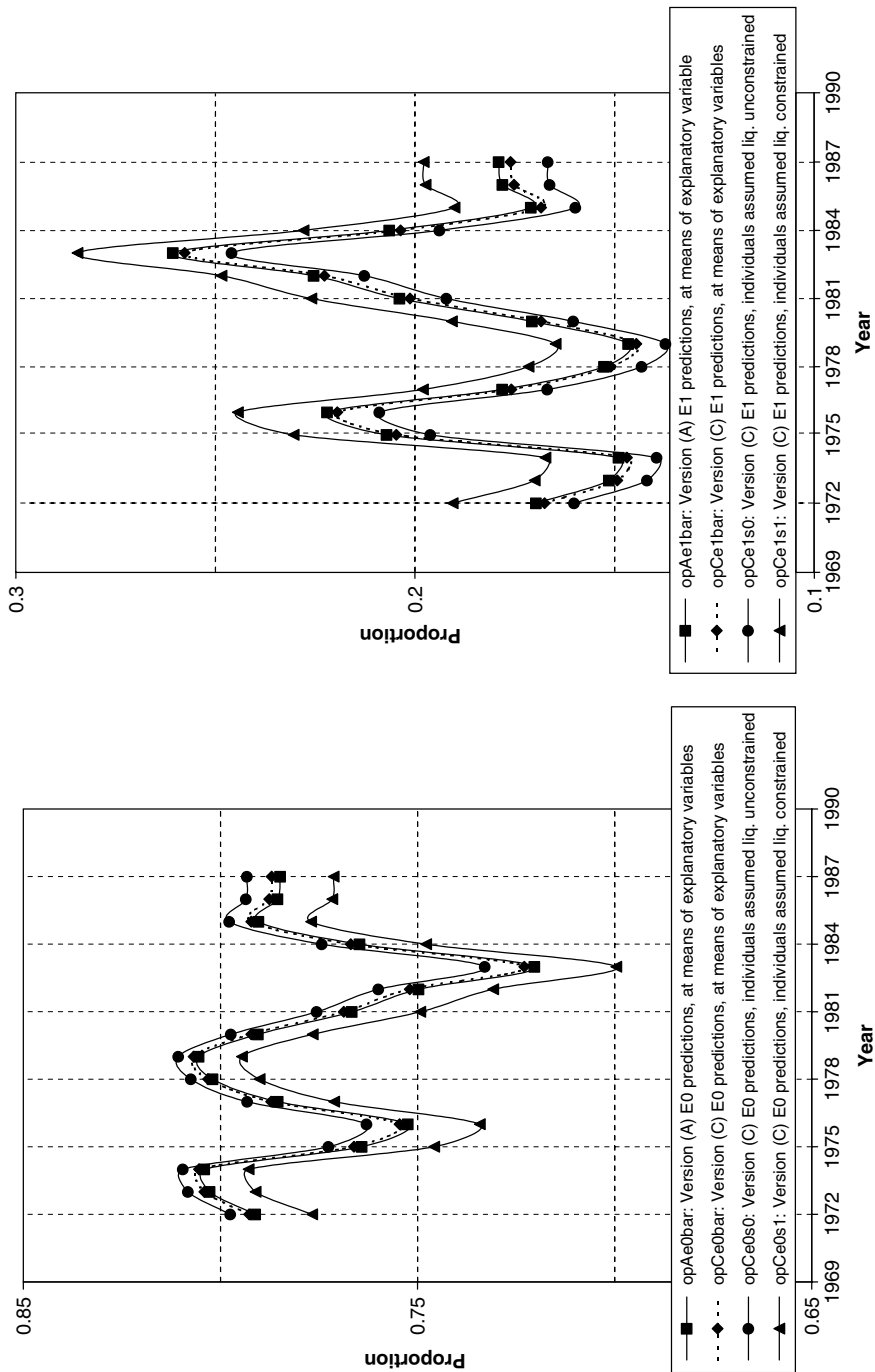 0.85
0.75
0.65
Proportion
1969
1972
1975
1978
1981
1984
1987
1990
Year
opAe0bar: Version (A) E0 predictions, at means of explanatory variables
opCe0bar: Version (C) E0 predictions, at means of explanatory variables
opCe0s0: Version (C) E0 predictions, individuals assumed liq. unconstrained
opCe0s1: Version (C) E0 predictions, individuals assumed liq. constrained
0.3
0.2
0.1
Proportion
1969
1972
1975
1978
1981
1984
1987
1990
Year
opAe1bar: Version (A) E1 predictions, at means of explanatory variable
opCe1bar: Version (C) E1 predictions, at means of explanatory variables
opCe1s0: Version (C) E1 predictions, individuals assumed liq. unconstrained
opCe1s1: Version (C) E1 predictions, individuals assumed liq. constrained